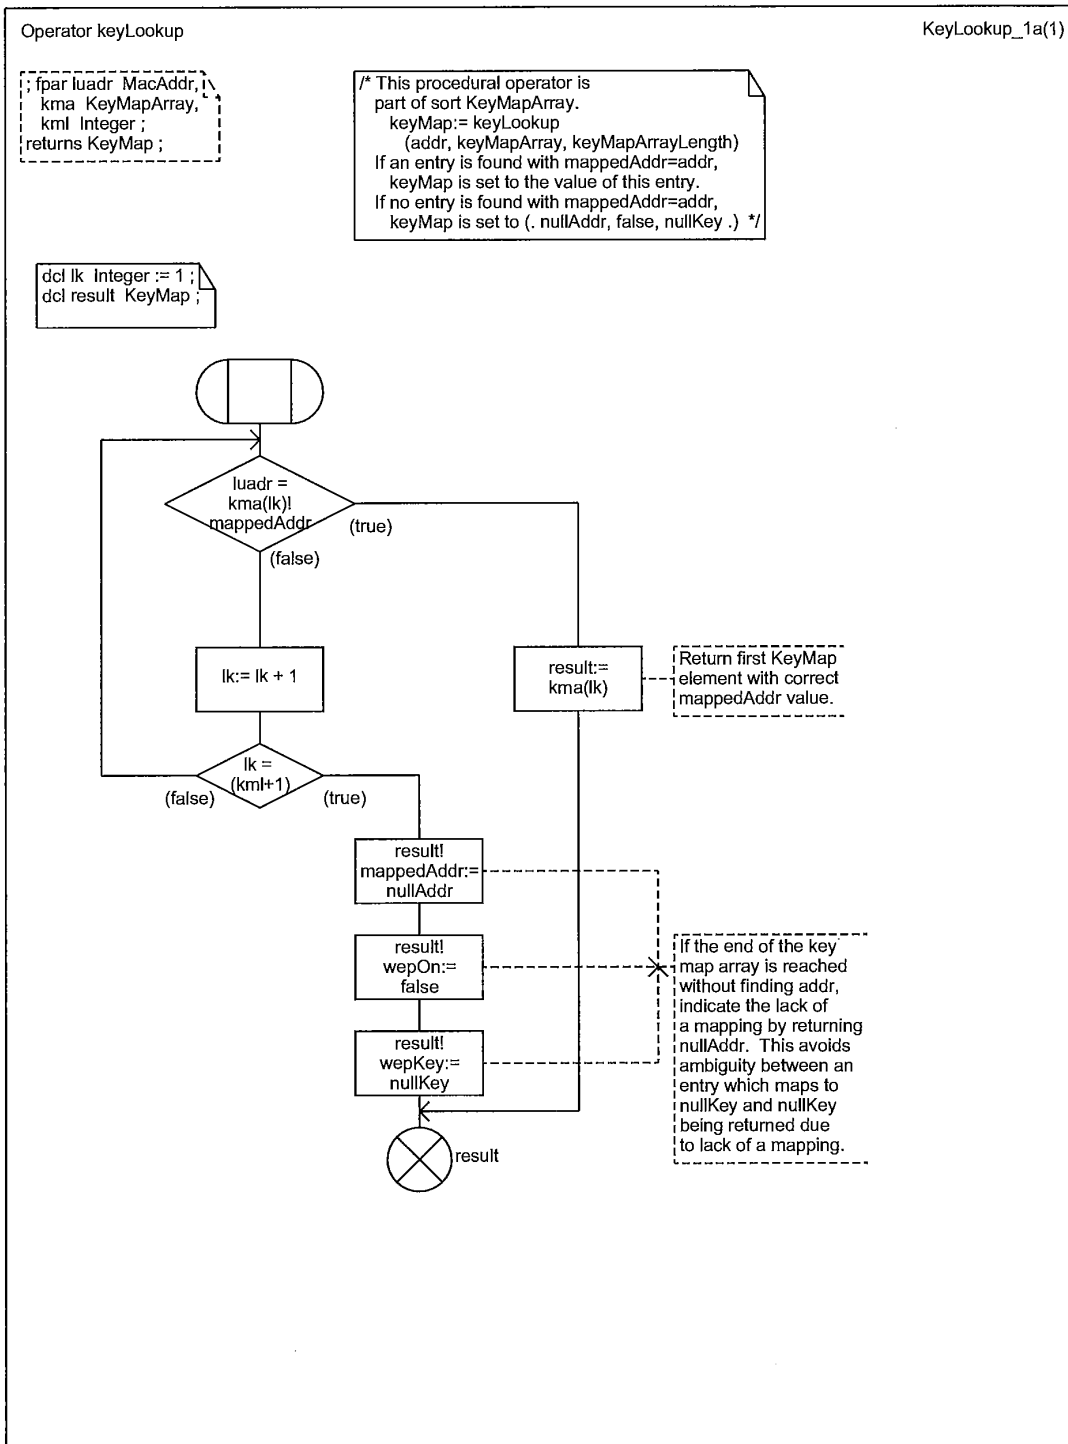 Operator keyLookup
KeyLookup_1a(1)
; fpar luadr MacAddr,
kma KeyMapArray,
kml Integer ;
returns KeyMap ;
/* This procedural operator is
part of sort KeyMapArray.
keyMap:= keyLookup
(addr, keyMapArray, keyMapArrayLength)
If an entry is found with mappedAddr=addr,
keyMap is set to the value of this entry.
If no entry is found with mappedAddr=addr,
keyMap is set to (. nullAddr, false, nullKey .) */
dcl lk Integer := 1 ;
dcl result KeyMap ;
luadr =
kma(lk)!
mappedAddr
(true)
(false)
lk:= lk + 1
result:=
kma(lk)
Return first KeyMap
element with correct
mappedAddr value.
lk =
(kml+1)
(false)
(true)
result!
mappedAddr:=
nullAddr
result!
wepOn:=
false
result!
wepKey:=
nullKey
If the end of the key
map array is reached
without finding addr,
indicate the lack of
a mapping by returning
nullAddr. This avoids
ambiguity between an
entry which maps to
nullKey and nullKey
being returned due
to lack of a mapping.
result